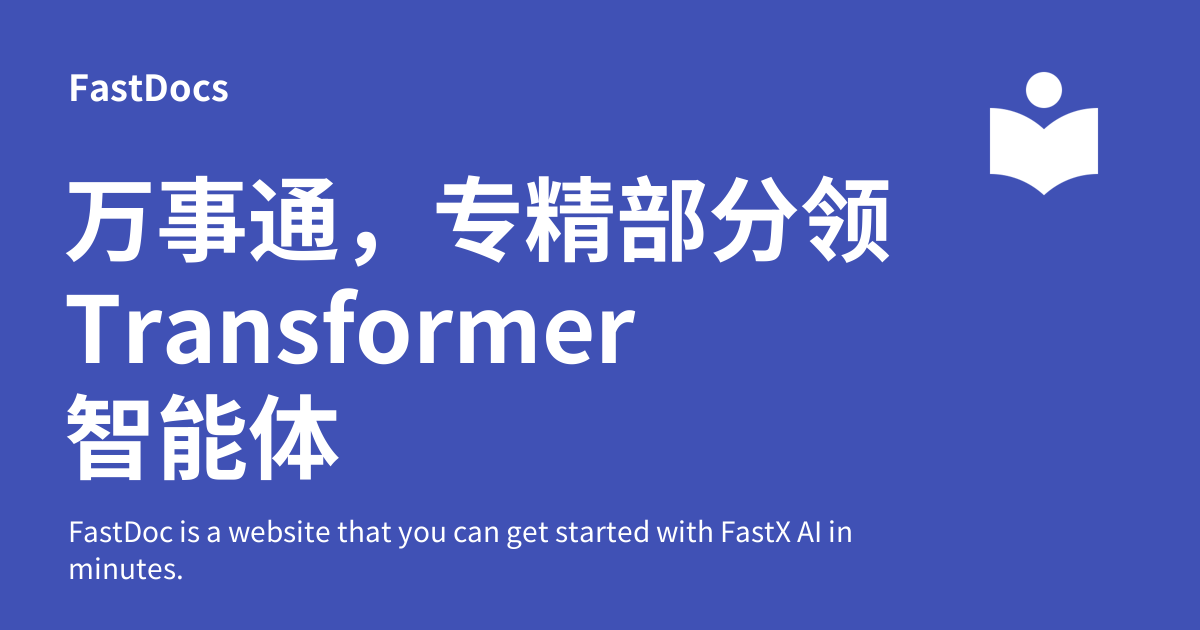 FastDocs
万事通，专精部分领
Transformer
智能体
FastDoc is a website that you can get started with FastX AI in
minutes.